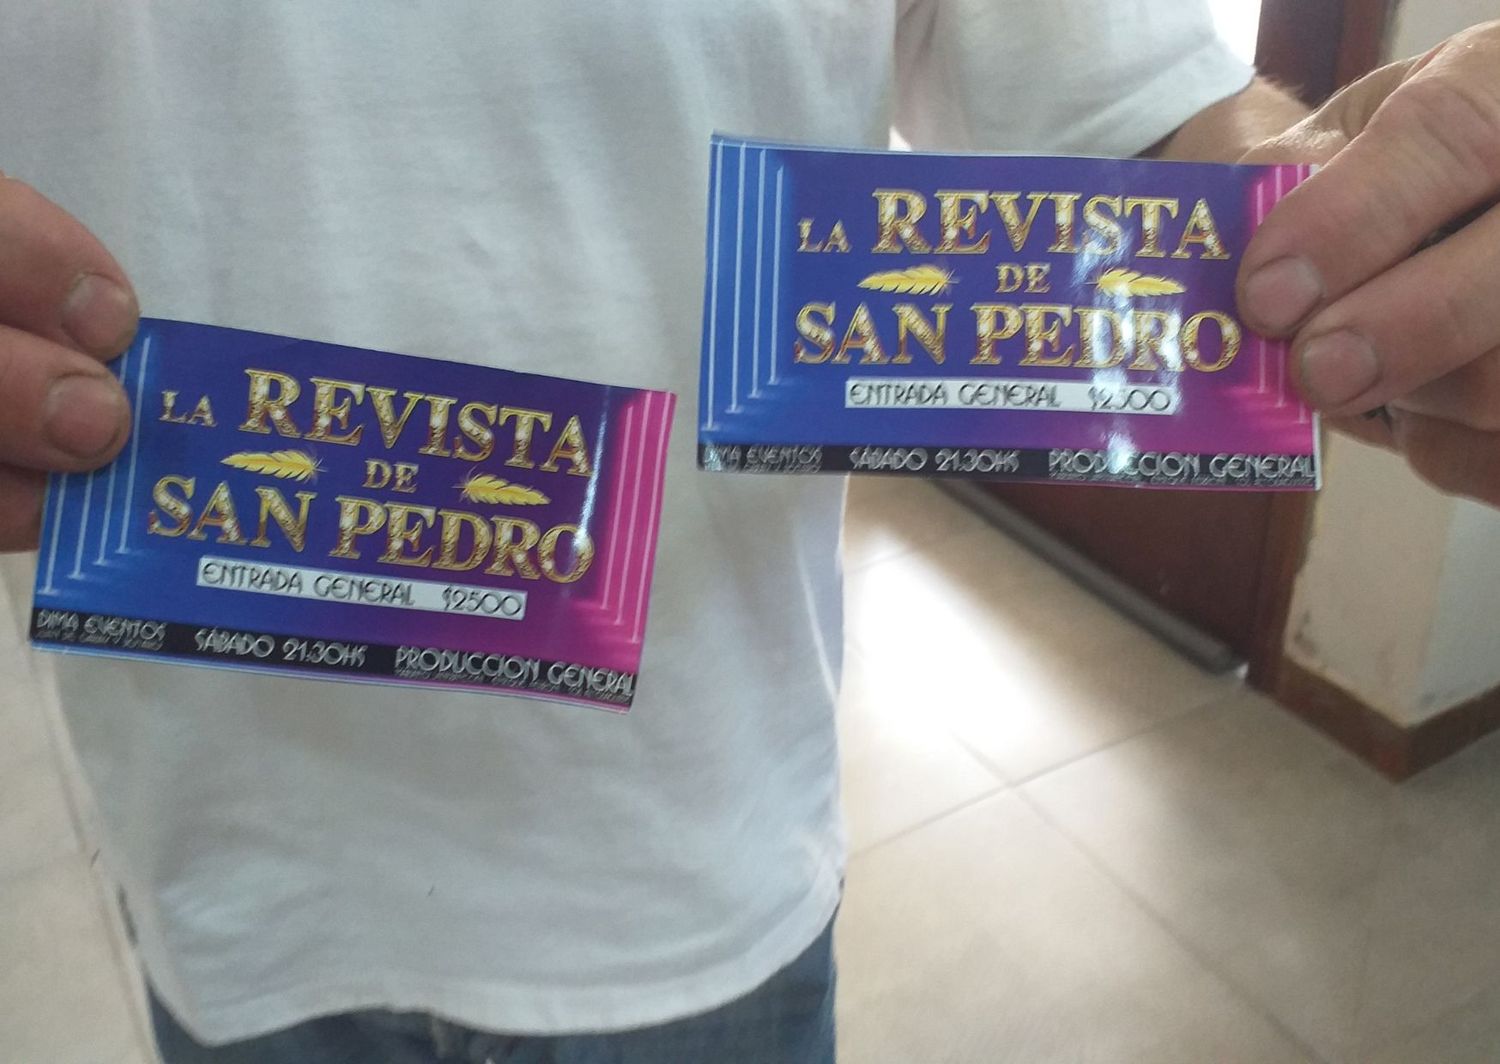 LA REVISTA
DE
SAN PEDRO
ENTRADA GENERAL $2500
DIMA EVENTOS SÁBADO 21.30HS PRODUCCION GENERAL
LA REVISTA
DE
SAN PEDRO
ENTRADA GENERAL $2500
DIMA EVENTOS SÁBADO 21.30HS PRODUCCION GENERAL